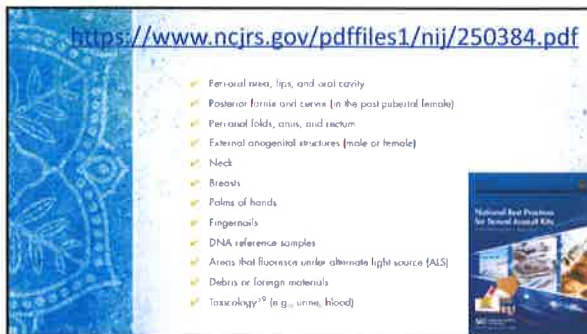 https://www.ncjrs.gov/pdffiles1/nij/250384.pdf
Peri-oral area, lips, and oral cavity
Posterior fornix and cervix (in the post pubertal female)
Peri-anal folds, anus, and rectum
External anogenital structures (male or female)
Neck
Breasts
Palms of hands
Fingernails
DNA reference samples
Areas that fluoresce under alternate light source (ALS)
Debris or foreign materials
Toxicology (e.g., urine, blood)
National Best Practices
for Sexual Assault Kits: